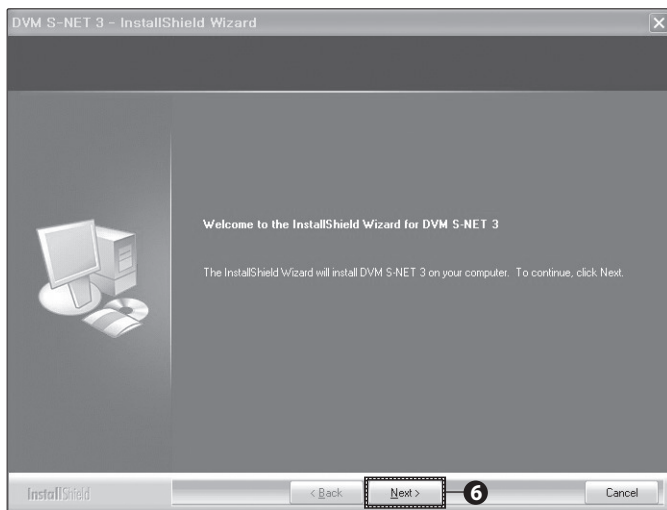 DVM S-NET 3 - InstallShield Wizard
Welcome to the InstallShield Wizard for DVM S-NET 3
The InstallShield Wizard will install DVM S-NET 3 on your computer. To continue, click Next.
InstallShield
< Back
Next >
6
Cancel